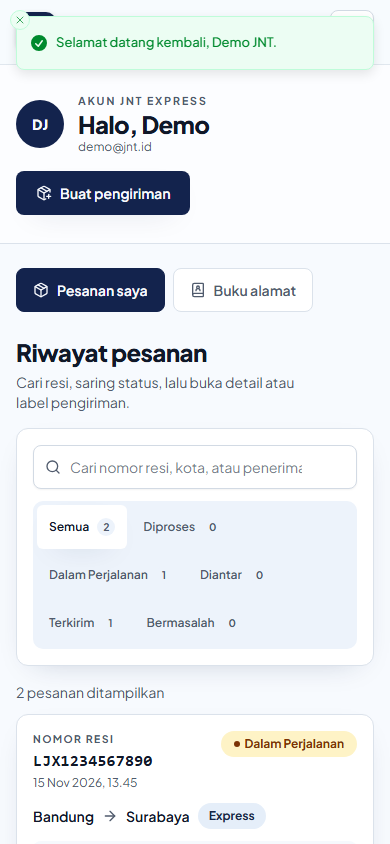 Selamat datang kembali, Demo JNT.
DJ
AKUN JNT EXPRESS
Halo, Demo
demo@jnt.id
Buat pengiriman
Pesanan saya
Buku alamat
Riwayat pesanan
Cari resi, saring status, lalu buka detail atau
label pengiriman.
Cari nomor resi, kota, atau penerima
Semua 2
Diproses 0
Dalam Perjalanan 1
Diantar 0
Terkirim 1
Bermasalah 0
2 pesanan ditampilkan
NOMOR RESI
Dalam Perjalanan
LJX1234567890
15 Nov 2026, 13.45
Bandung → Surabaya Express